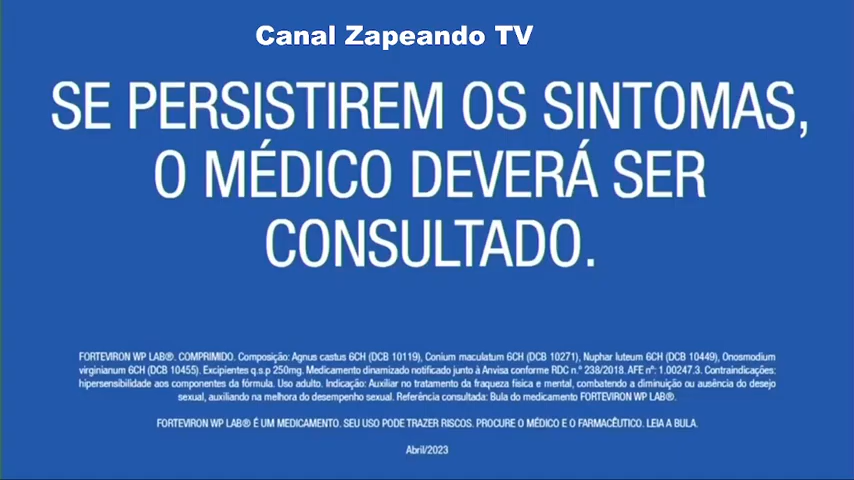 Canal Zapeando TV
SE PERSISTIREM OS SINTOMAS,
O MÉDICO DEVERÁ SER
CONSULTADO.
FORTEVIRON WP LAB®. COMPRIMIDO. Composição: Agnus castus 6CH (DCB 10119), Conium maculatum 6CH (DCB 10271), Nuphar luteum 6CH (DCB 10449), Onosmodium
virginianum 6CH (DCB 10455). Excipientes q.s.p 250mg. Medicamento dinamizado notificado junto à Anvisa conforme RDC n.º 238/2018. AFE nº: 1.00247.3. Contraindicações:
hipersensibilidade aos componentes da fórmula. Uso adulto. Indicação: Auxiliar no tratamento da fraqueza física e mental, combatendo a diminuição ou ausência do desejo
sexual, auxiliando na melhora do desempenho sexual. Referência consultada: Bula do medicamento FORTEVIRON WP LAB®.
FORTEVIRON WP LAB® É UM MEDICAMENTO. SEU USO PODE TRAZER RISCOS. PROCURE O MÉDICO E O FARMACÊUTICO. LEIA A BULA.
Abril/2023